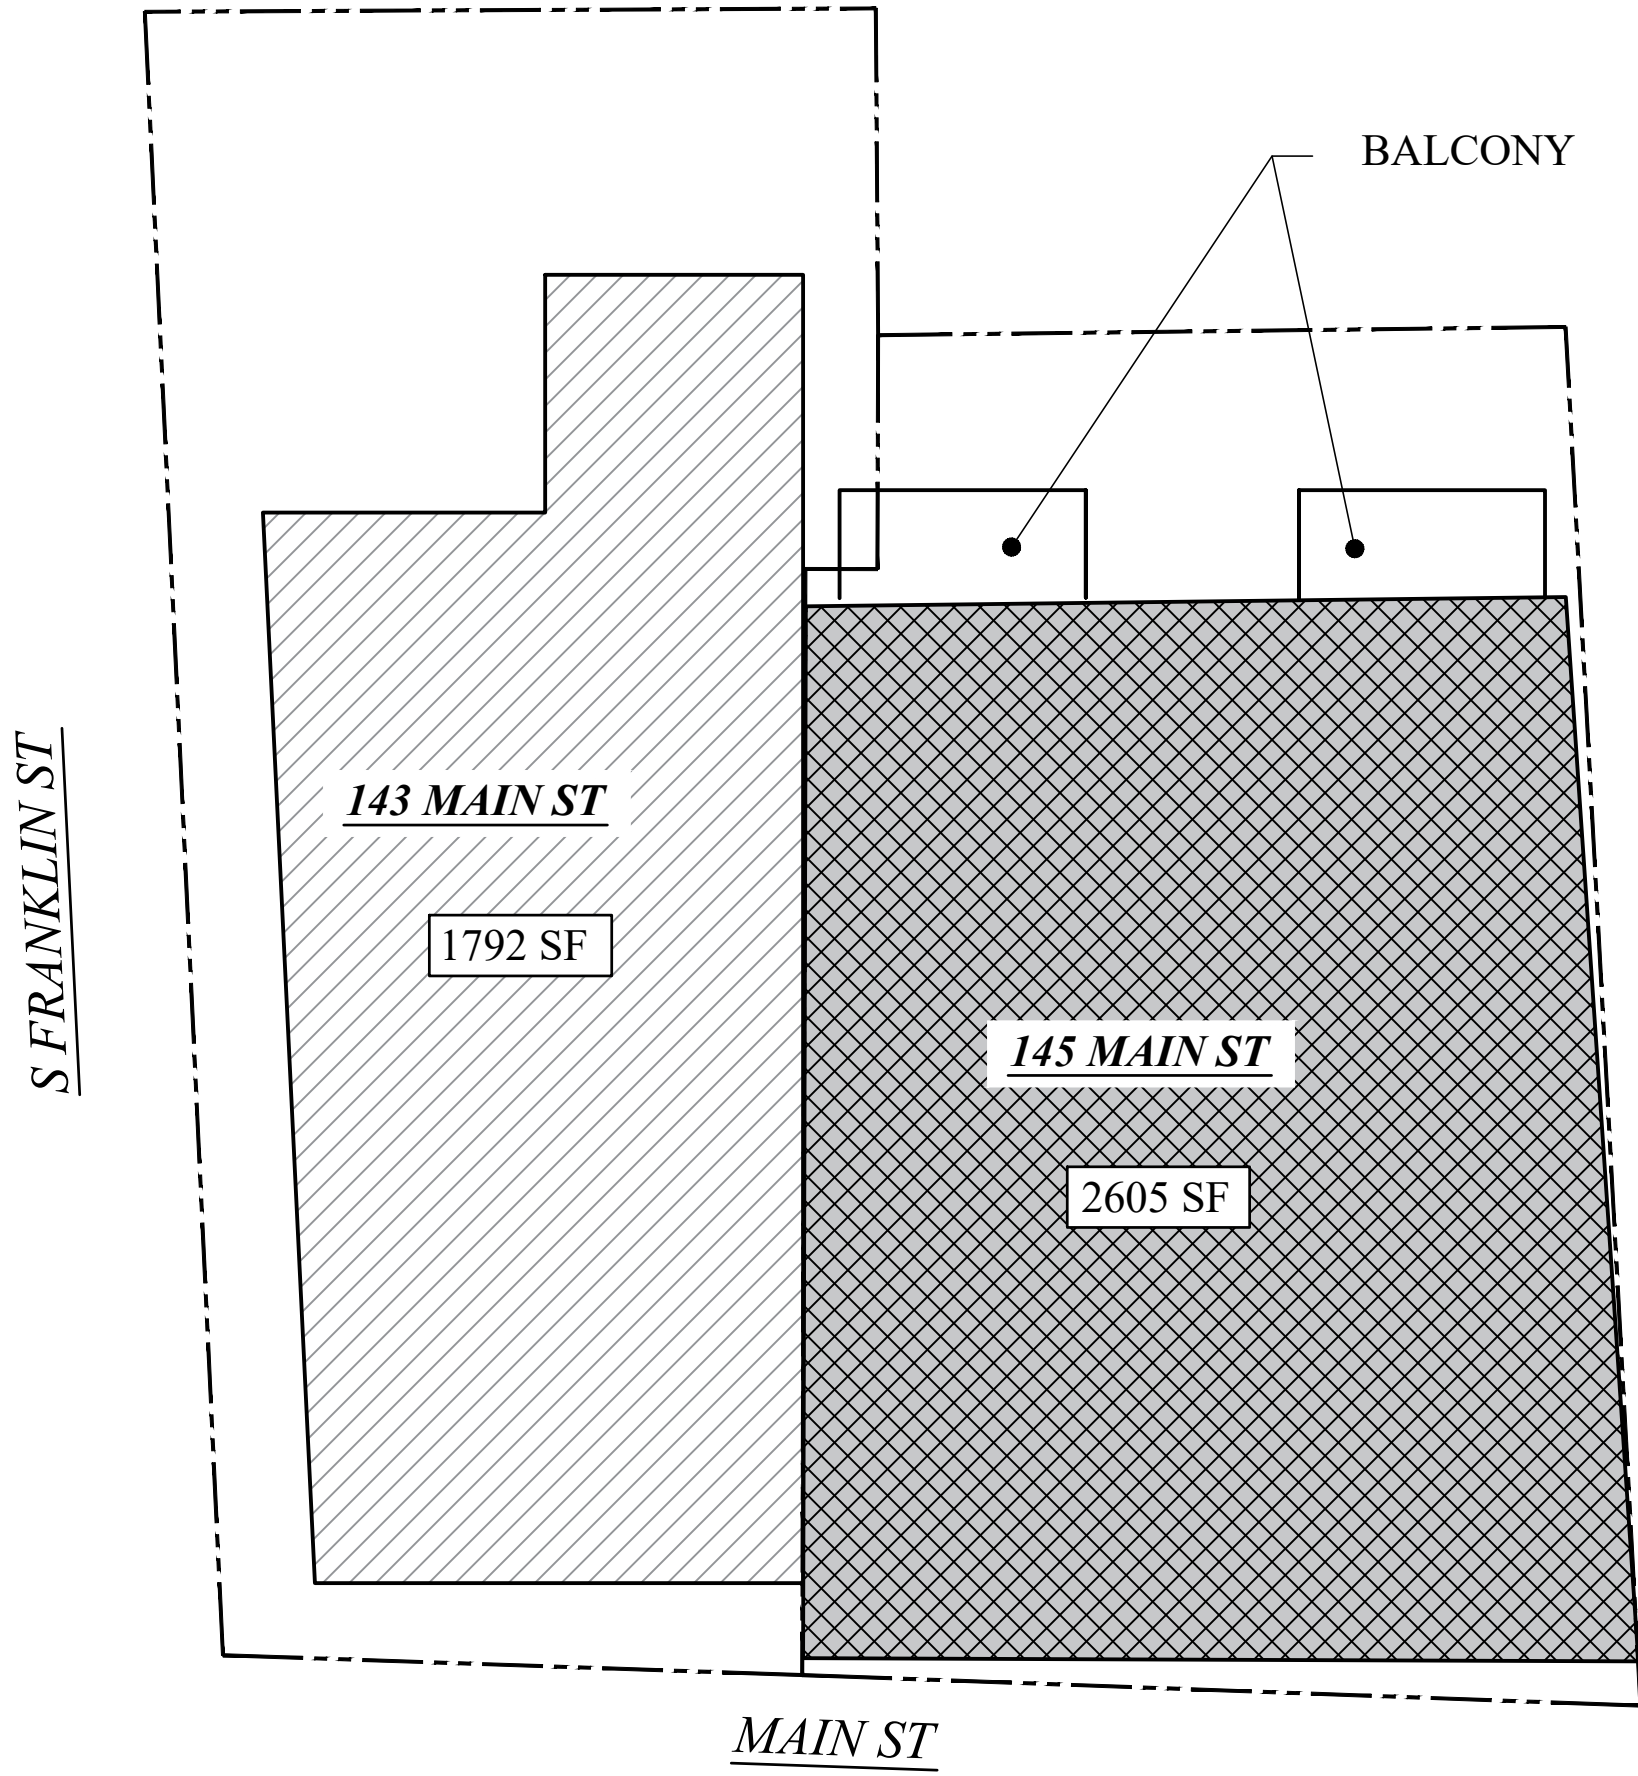 BALCONY
S FRANKLIN ST
143 MAIN ST
1792 SF
145 MAIN ST
2605 SF
MAIN ST